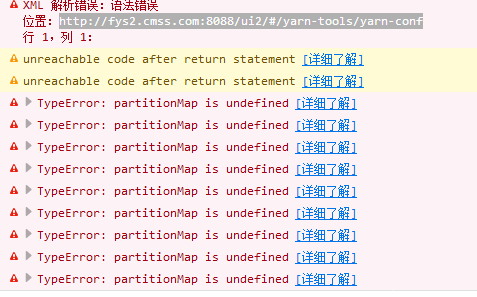 XML 解析错误：语法错误
位置：http://fys2.cmss.com:8088/ui2/#/yarn-tools/yarn-conf
行 1，列 1：
unreachable code after return statement [详细了解]
unreachable code after return statement [详细了解]
TypeError: partitionMap is undefined [详细了解]
TypeError: partitionMap is undefined [详细了解]
TypeError: partitionMap is undefined [详细了解]
TypeError: partitionMap is undefined [详细了解]
TypeError: partitionMap is undefined [详细了解]
TypeError: partitionMap is undefined [详细了解]
TypeError: partitionMap is undefined [详细了解]
TypeError: partitionMap is undefined [详细了解]
TypeError: partitionMap is undefined [详细了解]